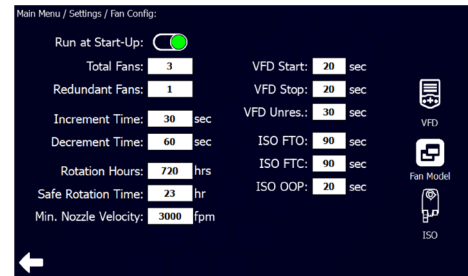 Main Menu / Settings / Fan Config:
Run at Start-Up:
Total Fans: 3
Redundant Fans: 1
Increment Time: 30 sec
Decrement Time: 60 sec
Rotation Hours: 720 hrs
Safe Rotation Time: 23 hr
Min. Nozzle Velocity: 3000 fpm
VFD Start: 20 sec
VFD Stop: 20 sec
VFD Unres.: 30 sec
ISO FTO: 90 sec
ISO FTC: 90 sec
ISO OOP: 20 sec
VFD
Fan Model
ISO